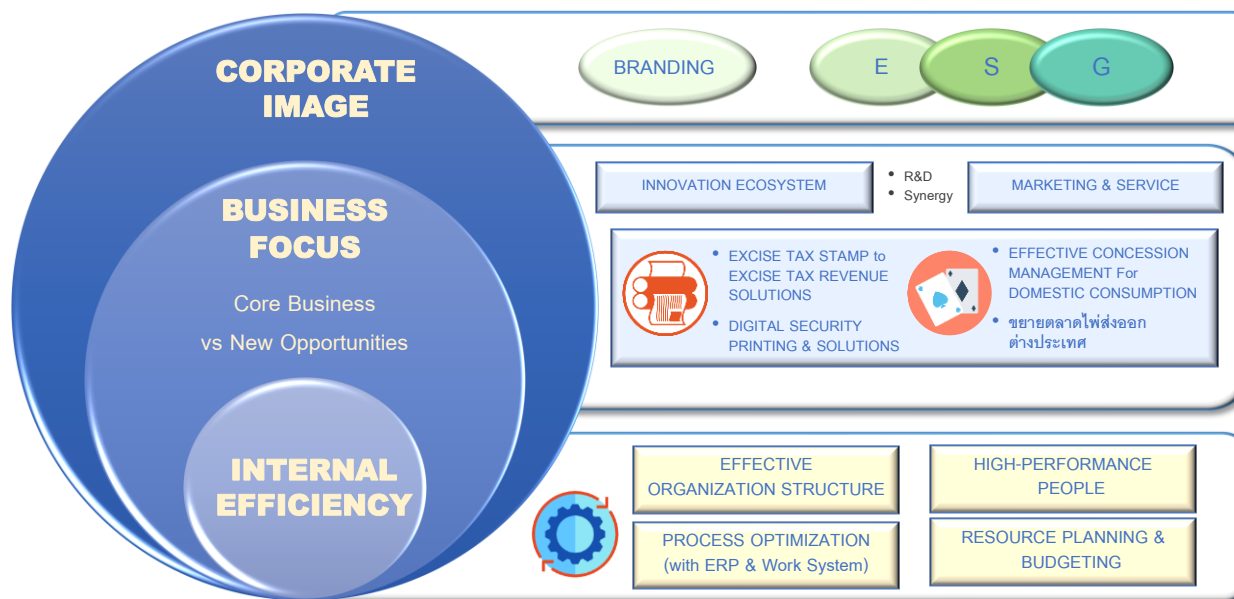 CORPORATE
IMAGE
BRANDING
E
S
G
BUSINESS
FOCUS
Core Business
vs New Opportunities
INNOVATION ECOSYSTEM
• R&D
• Synergy
MARKETING & SERVICE
• EXCISE TAX STAMP to
EXCISE TAX REVENUE
SOLUTIONS
• DIGITAL SECURITY
PRINTING & SOLUTIONS
• EFFECTIVE CONCESSION
MANAGEMENT For
DOMESTIC CONSUMPTION
• ขยายตลาดไพ่ส่งออก
ต่างประเทศ
INTERNAL
EFFICIENCY
EFFECTIVE
ORGANIZATION STRUCTURE
HIGH-PERFORMANCE
PEOPLE
PROCESS OPTIMIZATION
(with ERP & Work System)
RESOURCE PLANNING &
BUDGETING